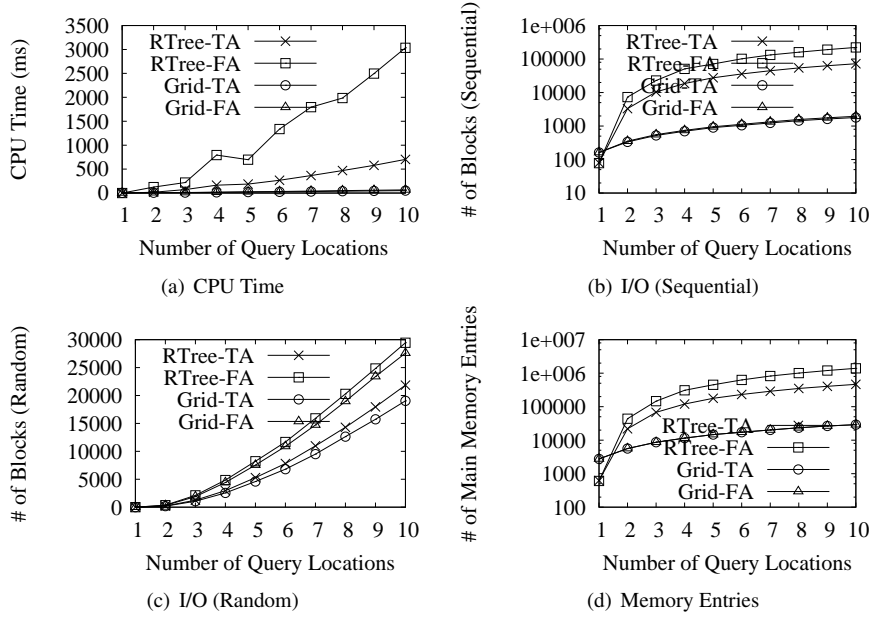 3500
3000
2500
2000
1500
1000
500
0
CPU Time (ms)
RTree-TA
RTree-FA
Grid-TA
Grid-FA
1 2 3 4 5 6 7 8 9 10
Number of Query Locations
(a) CPU Time
1e+006
100000
10000
1000
100
10
# of Blocks (Sequential)
RTree-TA
RTree-FA
Grid-TA
Grid-FA
1 2 3 4 5 6 7 8 9 10
Number of Query Locations
(b) I/O (Sequential)
30000
25000
20000
15000
10000
5000
0
# of Blocks (Random)
RTree-TA
RTree-FA
Grid-TA
Grid-FA
1 2 3 4 5 6 7 8 9 10
Number of Query Locations
(c) I/O (Random)
1e+007
1e+006
100000
10000
1000
100
# of Main Memory Entries
RTree-TA
RTree-FA
Grid-TA
Grid-FA
1 2 3 4 5 6 7 8 9 10
Number of Query Locations
(d) Memory Entries